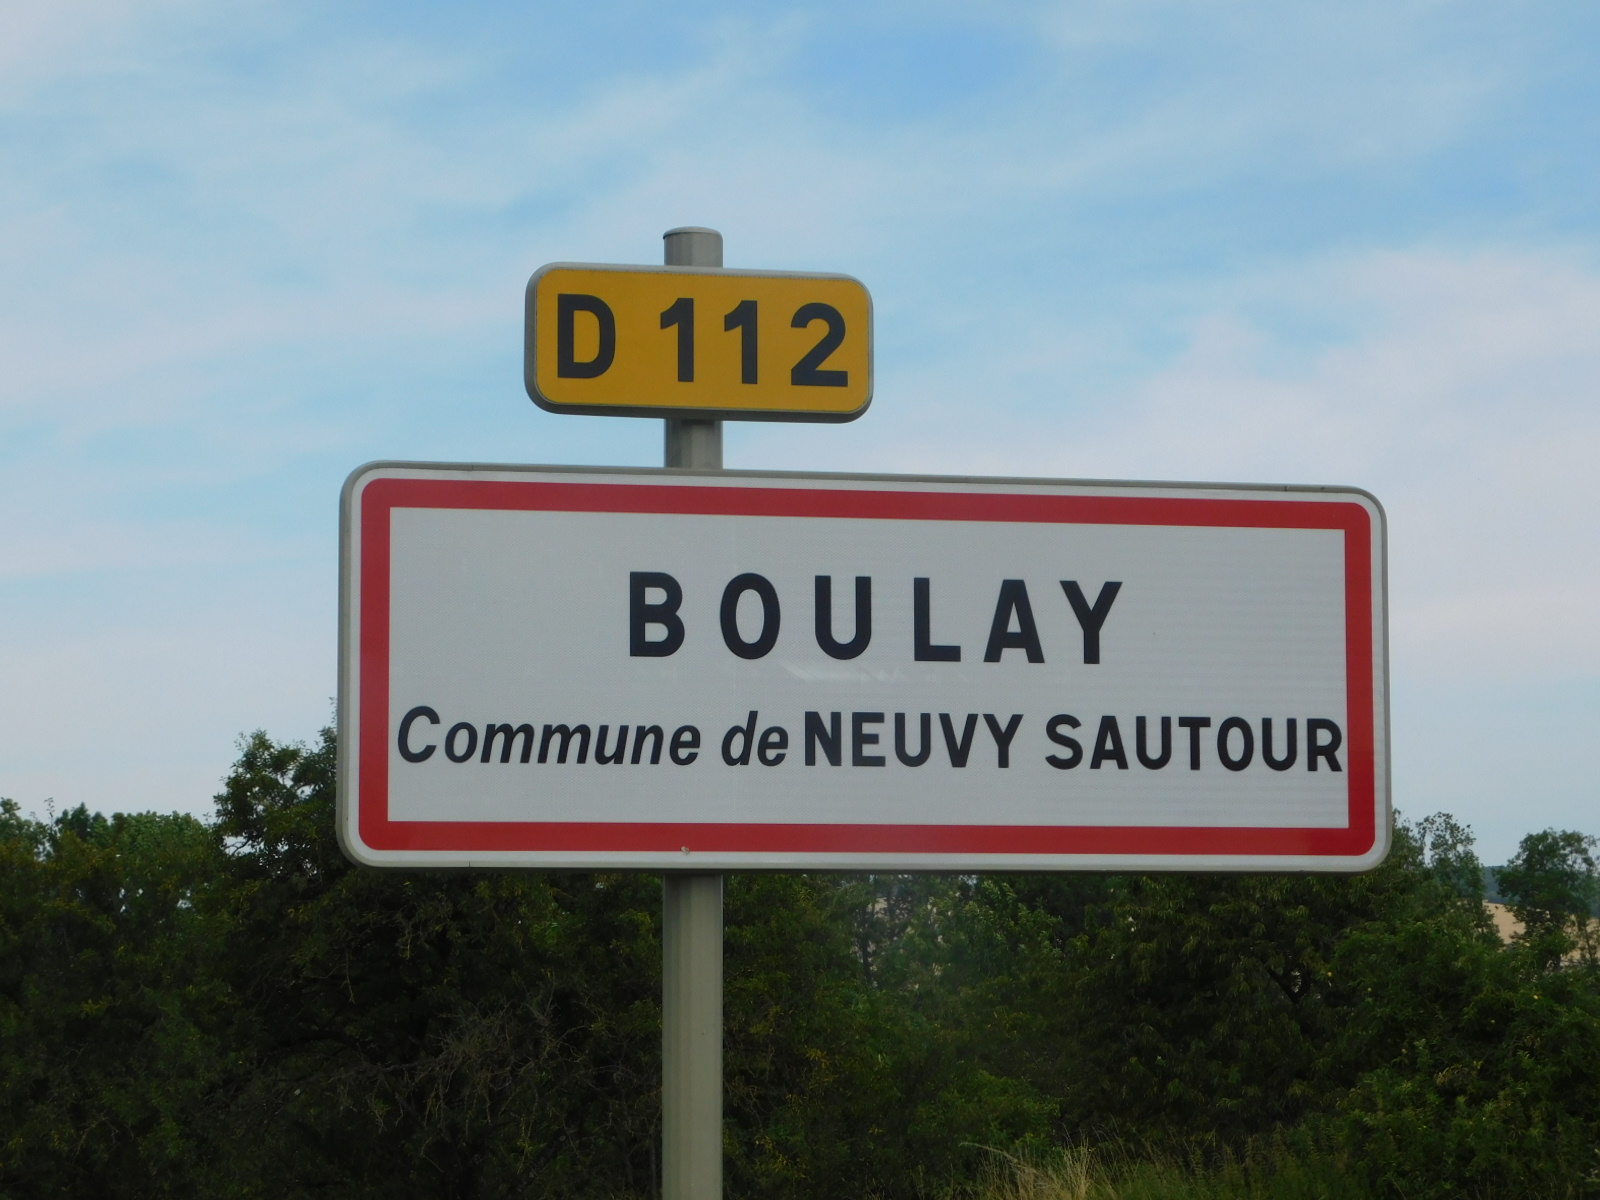 D 112
BOULAY
Commune de NEUVY SAUTOUR